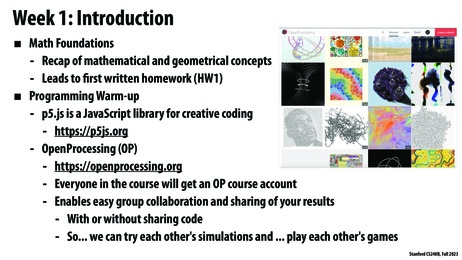 Week 1: Introduction
■ Math Foundations
- Recap of mathematical and geometrical concepts
- Leads to first written homework (HW1)
■ Programming Warm-up
- p5.js is a JavaScript library for creative coding
- https://p5js.org
- OpenProcessing (OP)
- https://openprocessing.org
- Everyone in the course will get an OP course account
- Enables easy group collaboration and sharing of your results
- With or without sharing code
- So... we can try each other's simulations and ... play each other's games
OpenProcessing
Stanford CS248B, Fall 2023